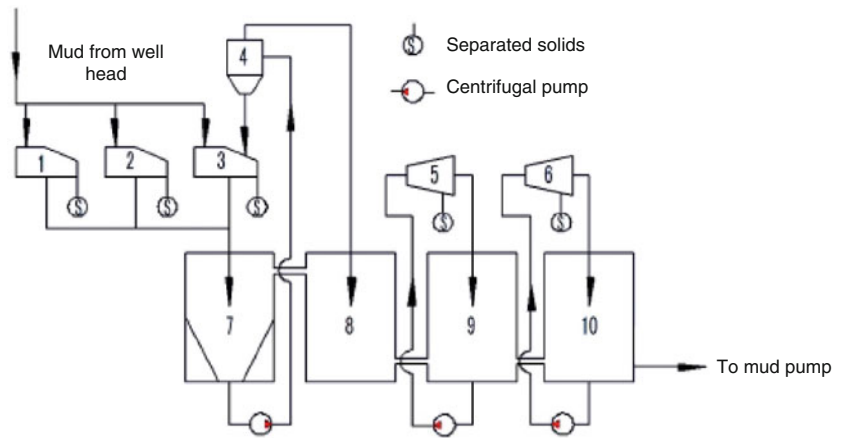 Mud from well
head
4
S Separated solids
Centrifugal pump
1
2
3
S
S
S
5
6
S
S
7
8
9
10
To mud pump